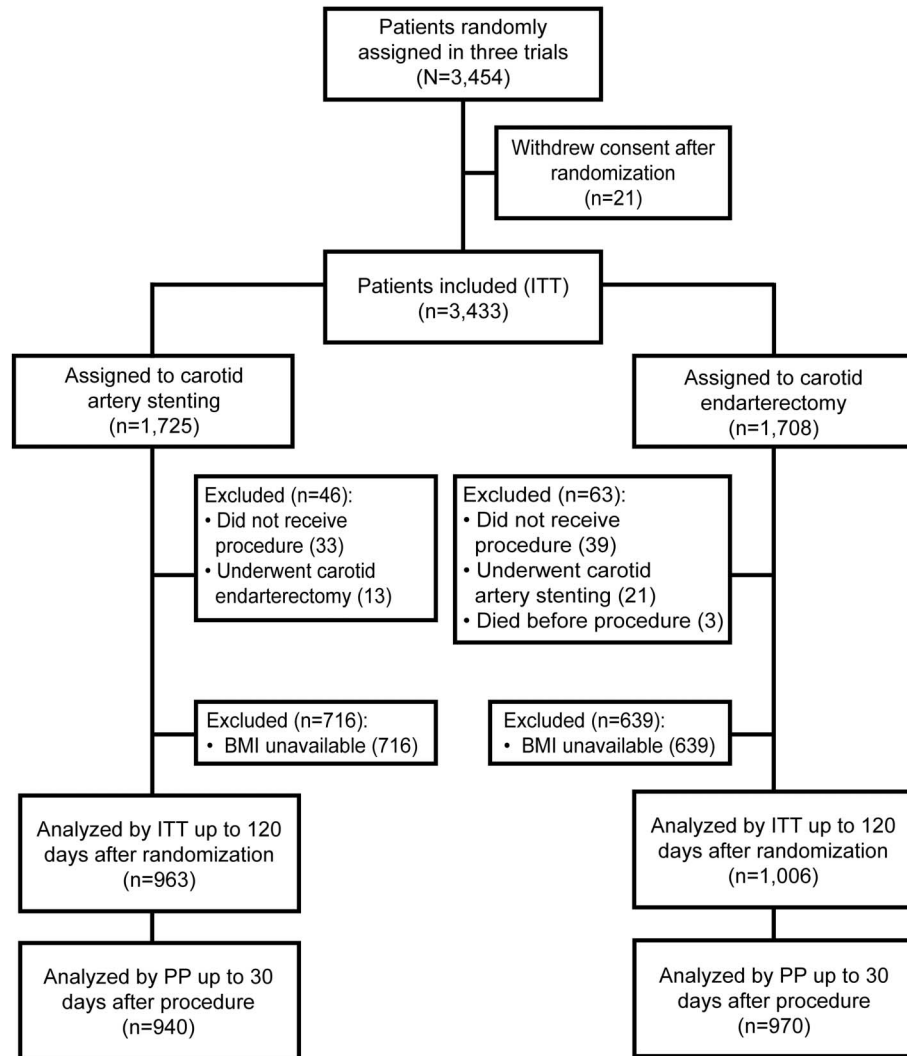 Patients randomly
assigned in three trials
(N=3,454)
Withdrew consent after
randomization
(n=21)
Patients included (ITT)
(n=3,433)
Assigned to carotid
artery stenting
(n=1,725)
Assigned to carotid
endarterectomy
(n=1,708)
Excluded (n=46):
• Did not receive
procedure (33)
• Underwent carotid
endarterectomy (13)
Excluded (n=63):
• Did not receive
procedure (39)
• Underwent carotid
artery stenting (21)
• Died before procedure (3)
Excluded (n=716):
• BMI unavailable (716)
Excluded (n=639):
• BMI unavailable (639)
Analyzed by ITT up to 120
days after randomization
(n=963)
Analyzed by ITT up to 120
days after randomization
(n=1,006)
Analyzed by PP up to 30
days after procedure
(n=940)
Analyzed by PP up to 30
days after procedure
(n=970)